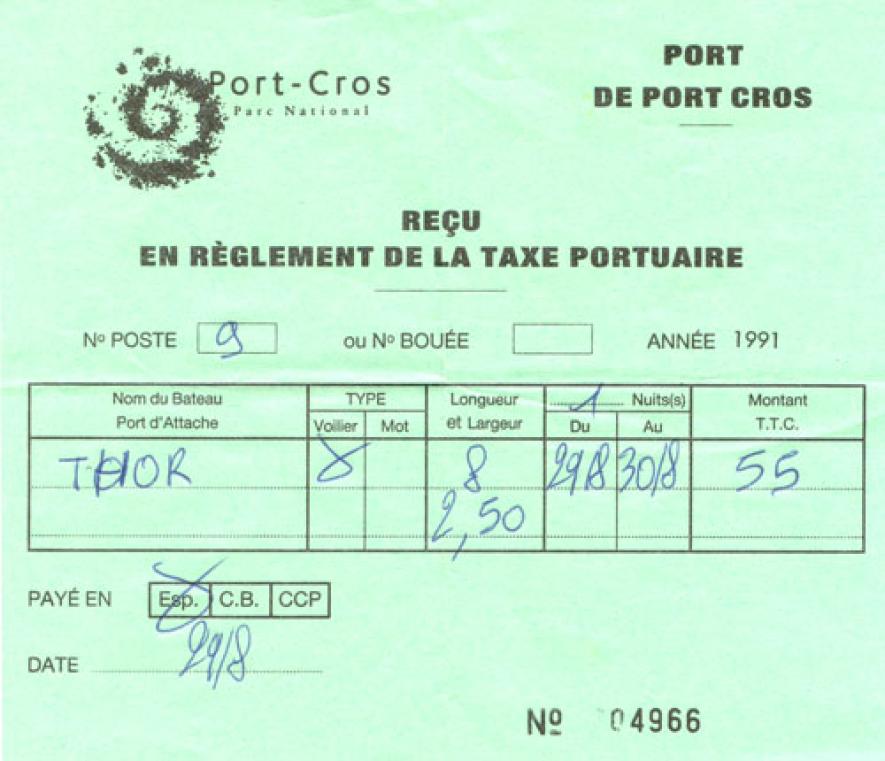 Port-Cros
Parc National
PORT
DE PORT CROS
REÇU
EN RÈGLEMENT DE LA TAXE PORTUAIRE
Nº POSTE 9 ou Nº BOUÉE ANNÉE 1991
Nom du Bateau TYPE Longueur 1 Nuits(s) Montant
Port d'Attache Voilier Mot et Largeur Du Au T.T.C.
THOR X 8 29/8 30/8 55
2,50
PAYÉ EN Esp. C.B. CCP
DATE 29/8
Nº 04966